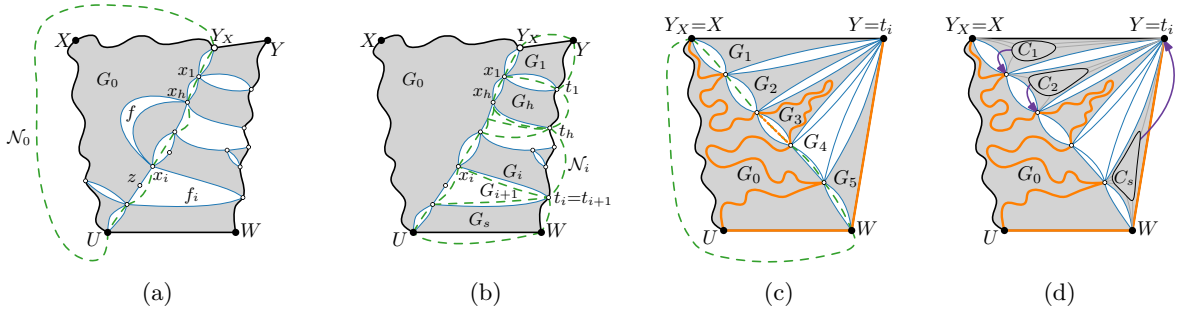 X Y_X Y
G_0 x_1
x_h
f
N_0
z x_i
f_i
U W
(a)
X Y_X Y
G_1
G_0 x_1 t_1
x_h G_h
t_h
N_i
x_i G_i
G_{i+1} t_i=t_{i+1}
G_s
U W
(b)
Y_X=X Y=t_i
G_1
G_2
G_3
G_4
G_0 G_5
U W
(c)
Y_X=X Y=t_i
C_1
C_2
G_0 C_s
U W
(d)